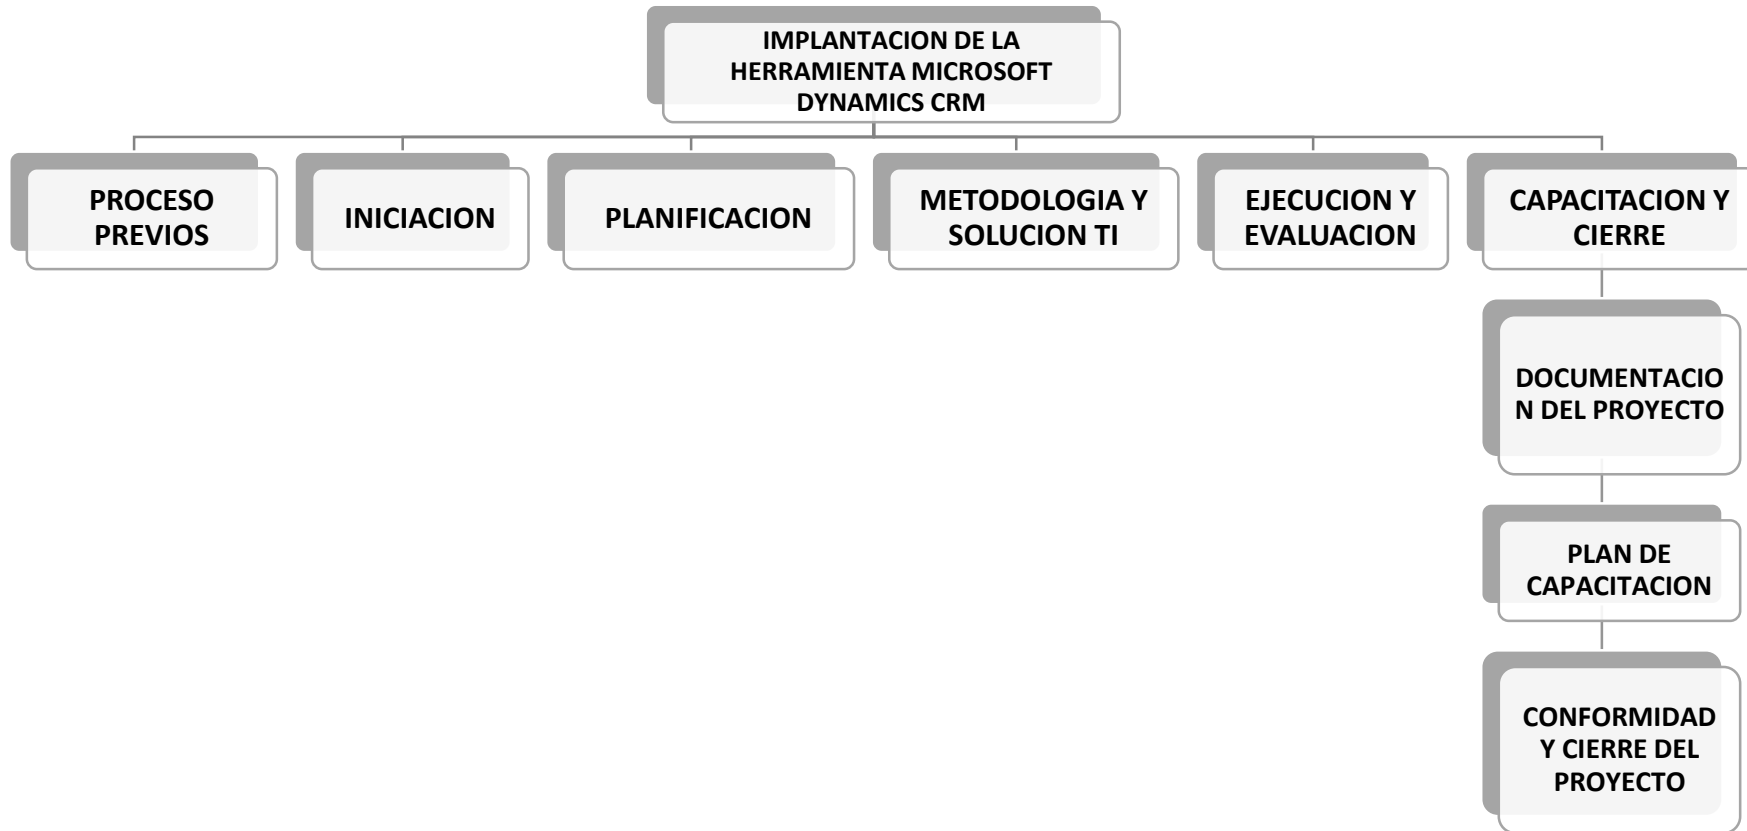 IMPLANTACION DE LA
HERRAMIENTA MICROSOFT
DYNAMICS CRM
PROCESO
PREVIOS
INICIACION
PLANIFICACION
METODOLOGIA Y
SOLUCION TI
EJECUCION Y
EVALUACION
CAPACITACION Y
CIERRE
DOCUMENTACIO
N DEL PROYECTO
PLAN DE
CAPACITACION
CONFORMIDAD
Y CIERRE DEL
PROYECTO